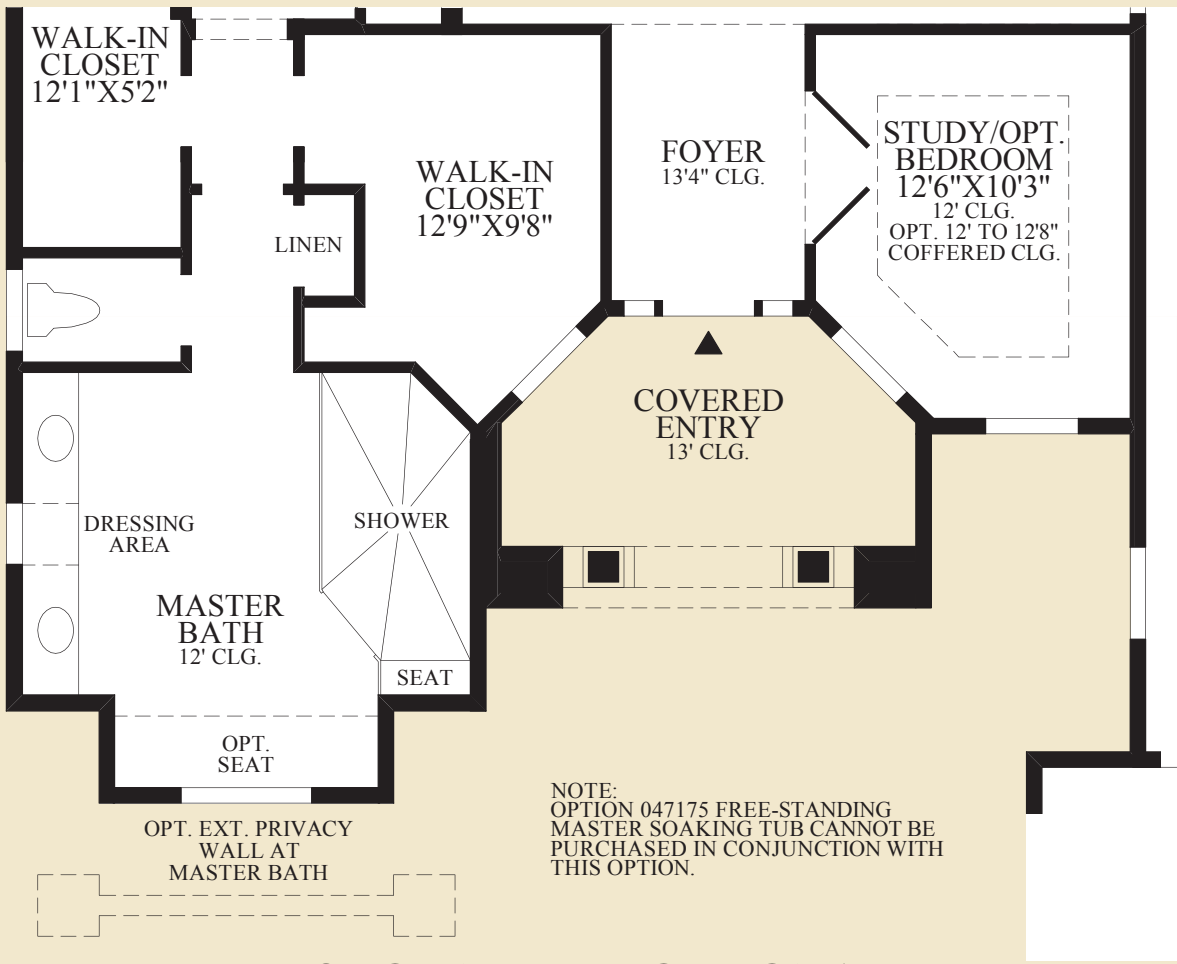 WALK-IN
CLOSET
12'1"X5'2"
WALK-IN
CLOSET
12'9"X9'8"
FOYER
13'4" CLG.
STUDY/OPT.
BEDROOM
12'6"X10'3"
12' CLG.
OPT. 12' TO 12'8"
COFFERED CLG.
LINEN
COVERED
ENTRY
13' CLG.
DRESSING
AREA
SHOWER
MASTER
BATH
12' CLG.
SEAT
OPT.
SEAT
OPT. EXT. PRIVACY
WALL AT
MASTER BATH
NOTE:
OPTION 047175 FREE-STANDING
MASTER SOAKING TUB CANNOT BE
PURCHASED IN CONJUNCTION WITH
THIS OPTION.